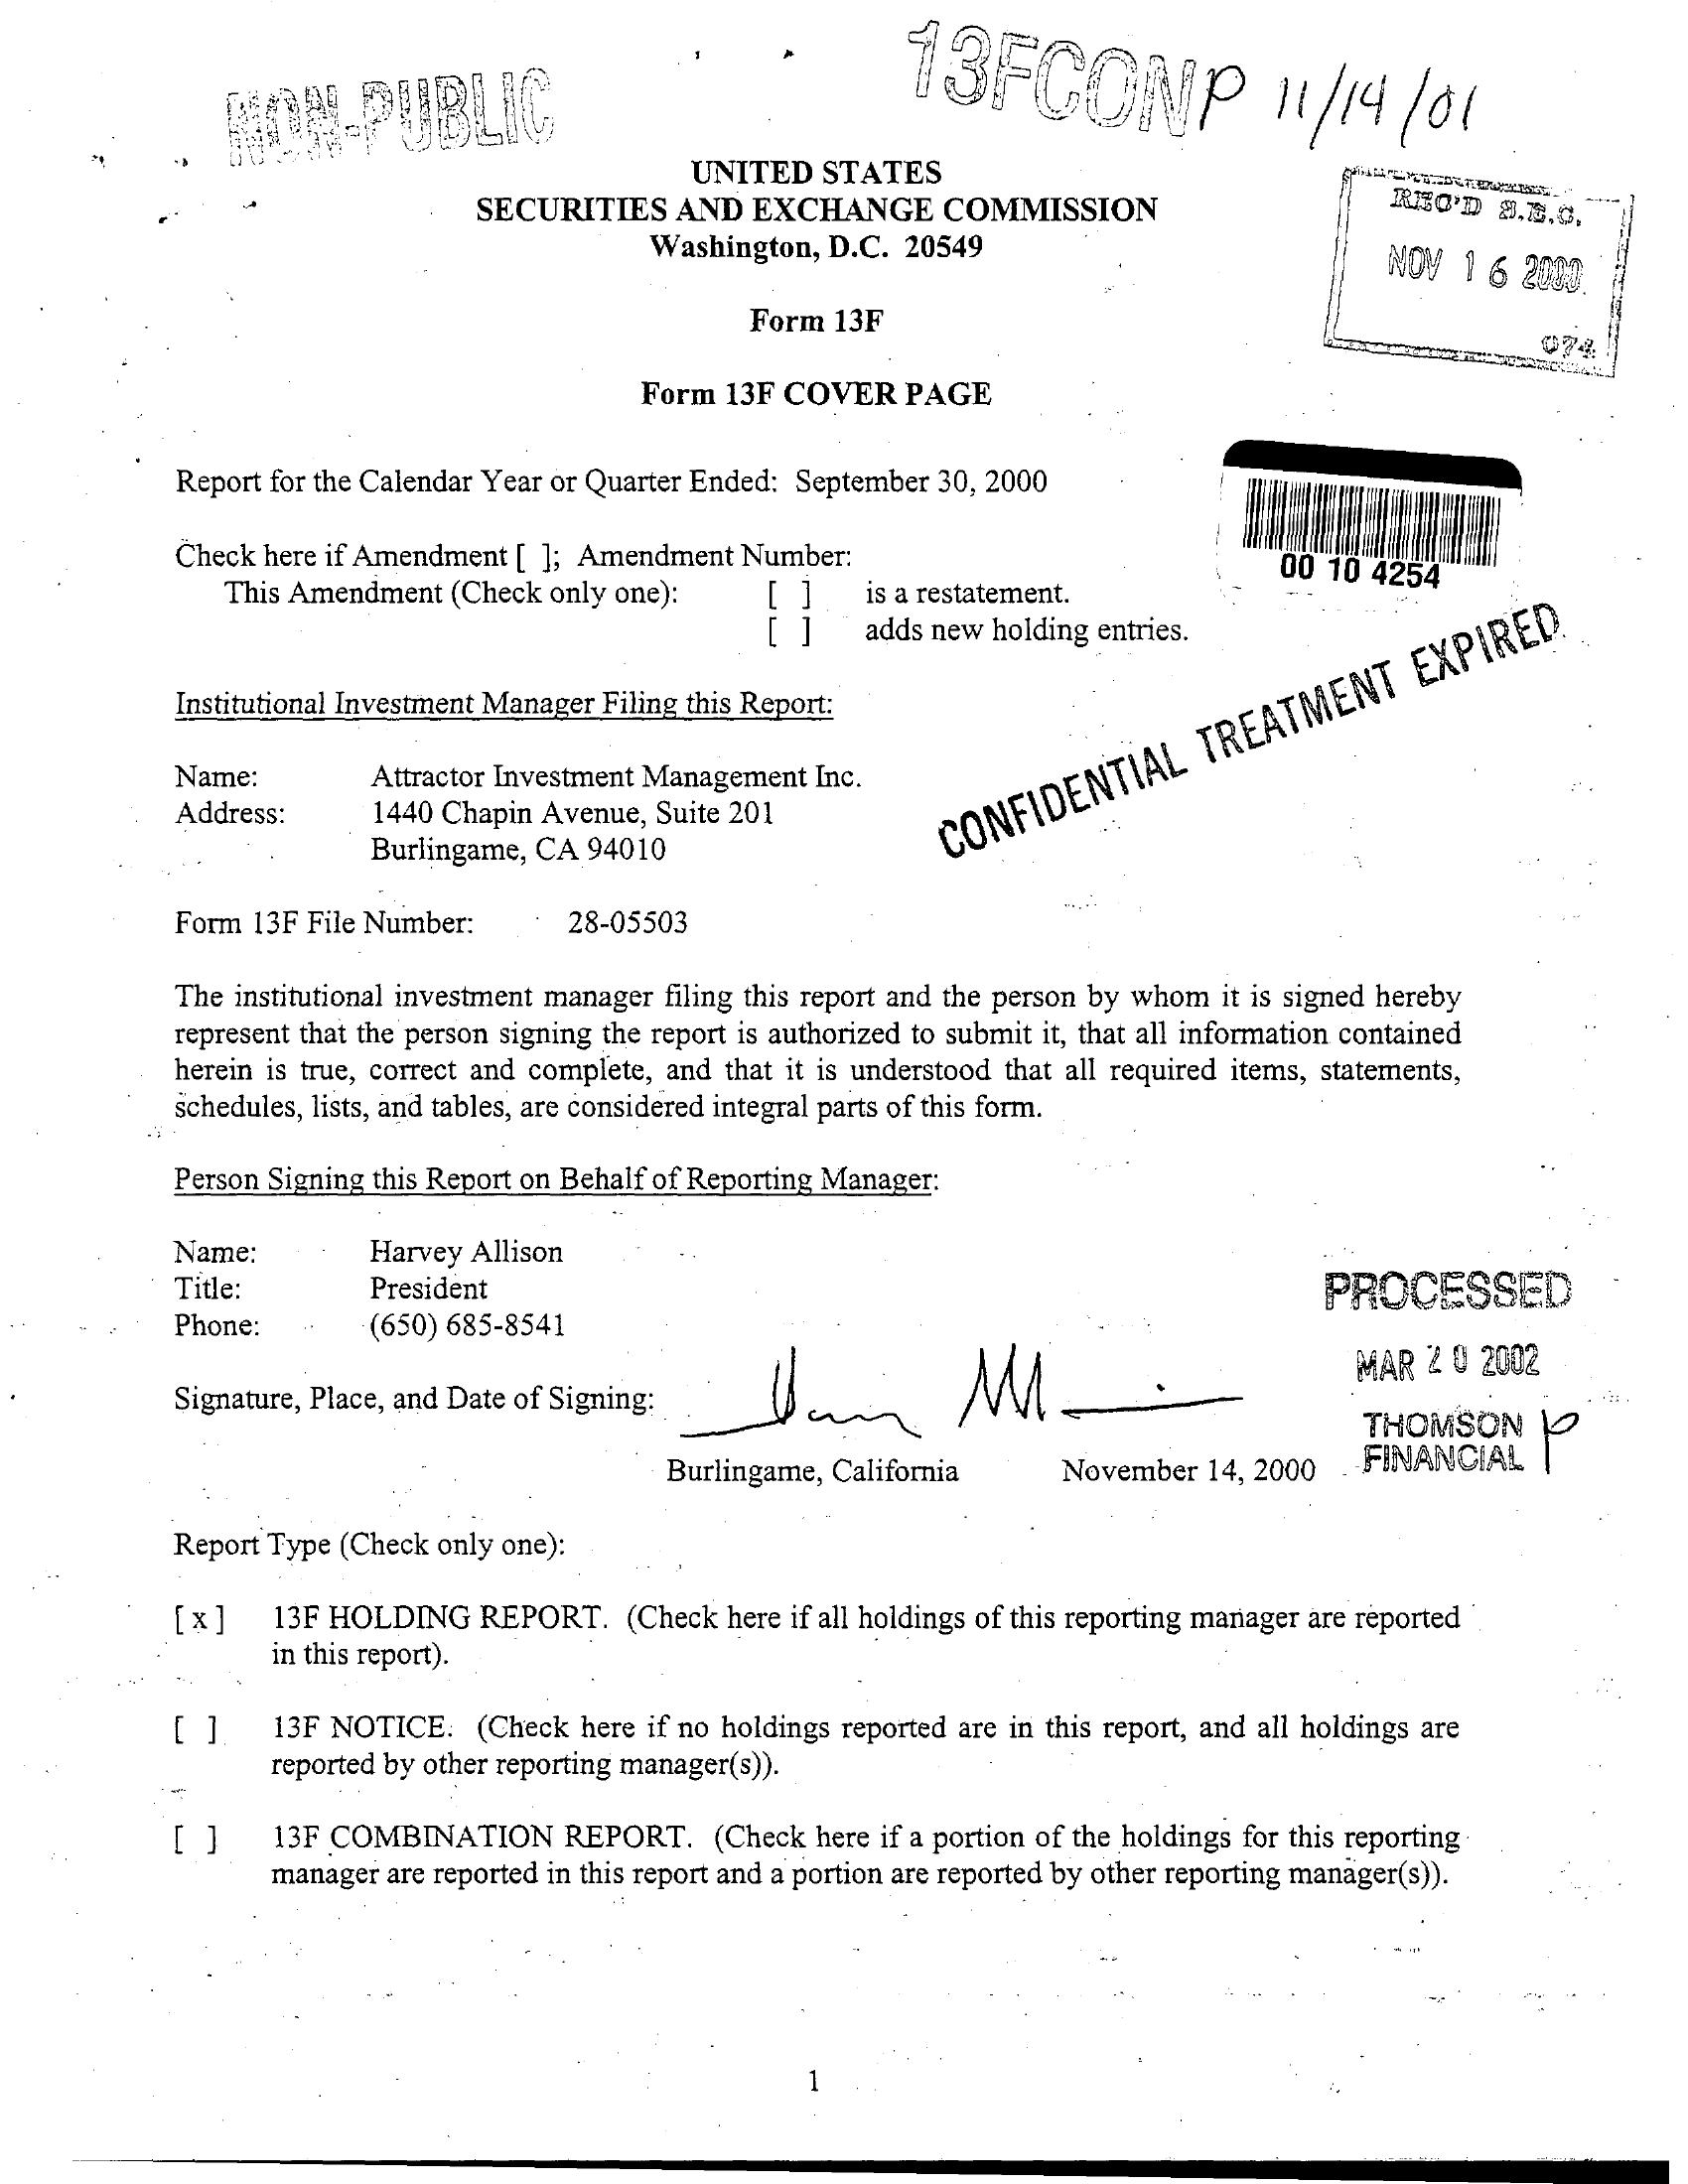 NON-PUBLIC
13FCONP 11/14/01
UNITED STATES
SECURITIES AND EXCHANGE COMMISSION
Washington, D.C. 20549
REC'D S.E.C.
NOV 16 2000
074
Form 13F
Form 13F COVER PAGE
Report for the Calendar Year or Quarter Ended: September 30, 2000
00 10 4254
Check here if Amendment [ ]; Amendment Number:
This Amendment (Check only one): [ ] is a restatement.
[ ] adds new holding entries.
CONFIDENTIAL TREATMENT EXPIRED
Institutional Investment Manager Filing this Report:
Name: Attractor Investment Management Inc.
Address: 1440 Chapin Avenue, Suite 201
Burlingame, CA 94010
Form 13F File Number: 28-05503
The institutional investment manager filing this report and the person by whom it is signed hereby
represent that the person signing the report is authorized to submit it, that all information contained
herein is true, correct and complete, and that it is understood that all required items, statements,
schedules, lists, and tables, are considered integral parts of this form.
Person Signing this Report on Behalf of Reporting Manager:
Name: Harvey Allison
Title: President
Phone: (650) 685-8541
PROCESSED
MAR 20 2002
THOMSON P
FINANCIAL
Signature, Place, and Date of Signing:
Burlingame, California November 14, 2000
Report Type (Check only one):
[x] 13F HOLDING REPORT. (Check here if all holdings of this reporting manager are reported
in this report).
[ ] 13F NOTICE. (Check here if no holdings reported are in this report, and all holdings are
reported by other reporting manager(s)).
[ ] 13F COMBINATION REPORT. (Check here if a portion of the holdings for this reporting
manager are reported in this report and a portion are reported by other reporting manager(s)).
1